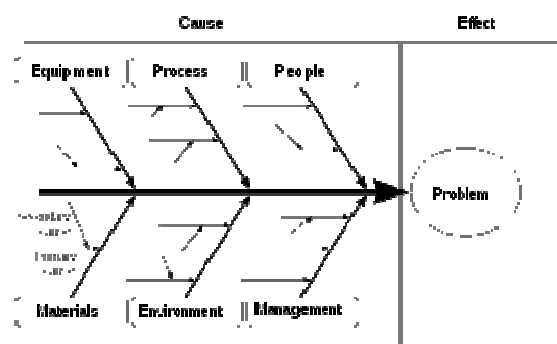 Cause
Effect
Equipment
Process
People
Problem
Materials
Environment
Management